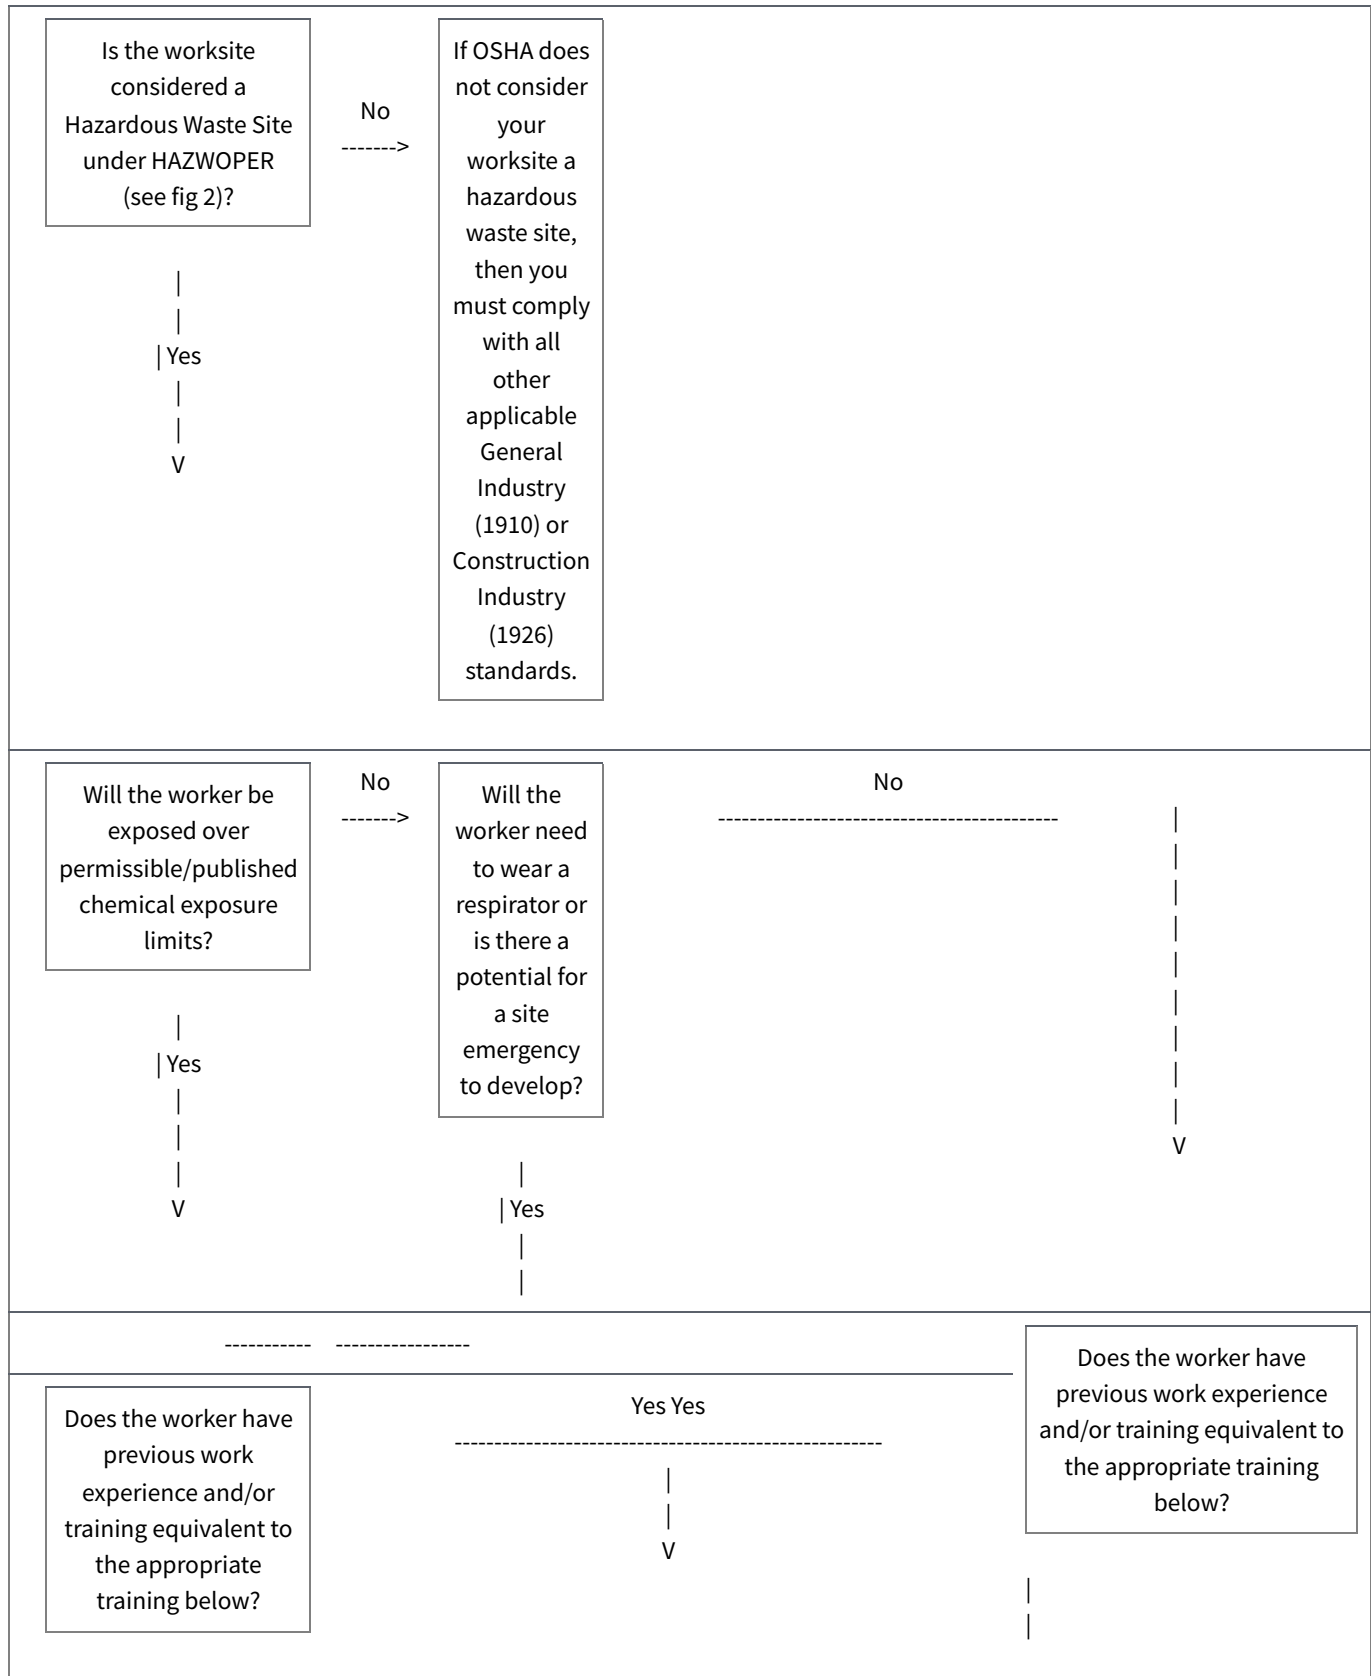 Is the worksite
considered a
Hazardous Waste Site
under HAZWOPER
(see fig 2)?
No
------->
If OSHA does
not consider
your
worksite a
hazardous
waste site,
then you
must comply
with all
other
applicable
General
Industry
(1910) or
Construction
Industry
(1926)
standards.
|
|
| Yes
|
|
V
Will the worker be
exposed over
permissible/published
chemical exposure
limits?
No
------->
Will the
worker need
to wear a
respirator or
is there a
potential for
a site
emergency
to develop?
No
-------------------------------------------
|
|
|
|
|
|
|
|
|
V
|
| Yes
|
|
|
V
|
| Yes
|
|
----------- -----------------
Does the worker have
previous work
experience and/or
training equivalent to
the appropriate
training below?
Yes Yes
------------------------------------------------------
|
|
V
Does the worker have
previous work experience
and/or training equivalent to
the appropriate training
below?
|
|